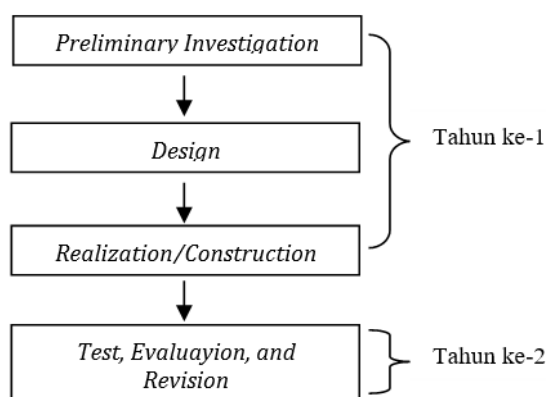 Preliminary Investigation
Tahun ke-1
Design
Realization/Construction
Test, Evaluayion, and
Revision
Tahun ke-2